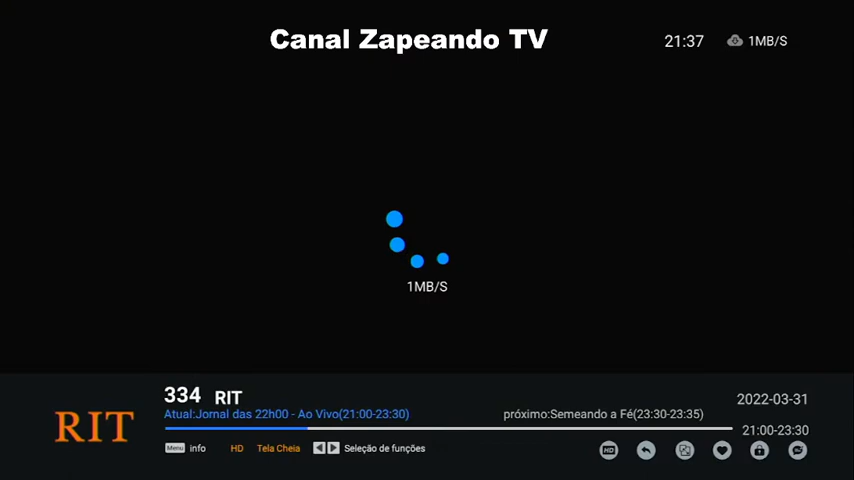 Canal Zapeando TV
21:37
1MB/S
1MB/S
334 RIT
2022-03-31
RIT
Atual:Jornal das 22h00 - Ao Vivo(21:00-23:30)
próximo:Semeando a Fé(23:30-23:35)
21:00-23:30
Menu info HD Tela Cheia Seleção de funções
HD